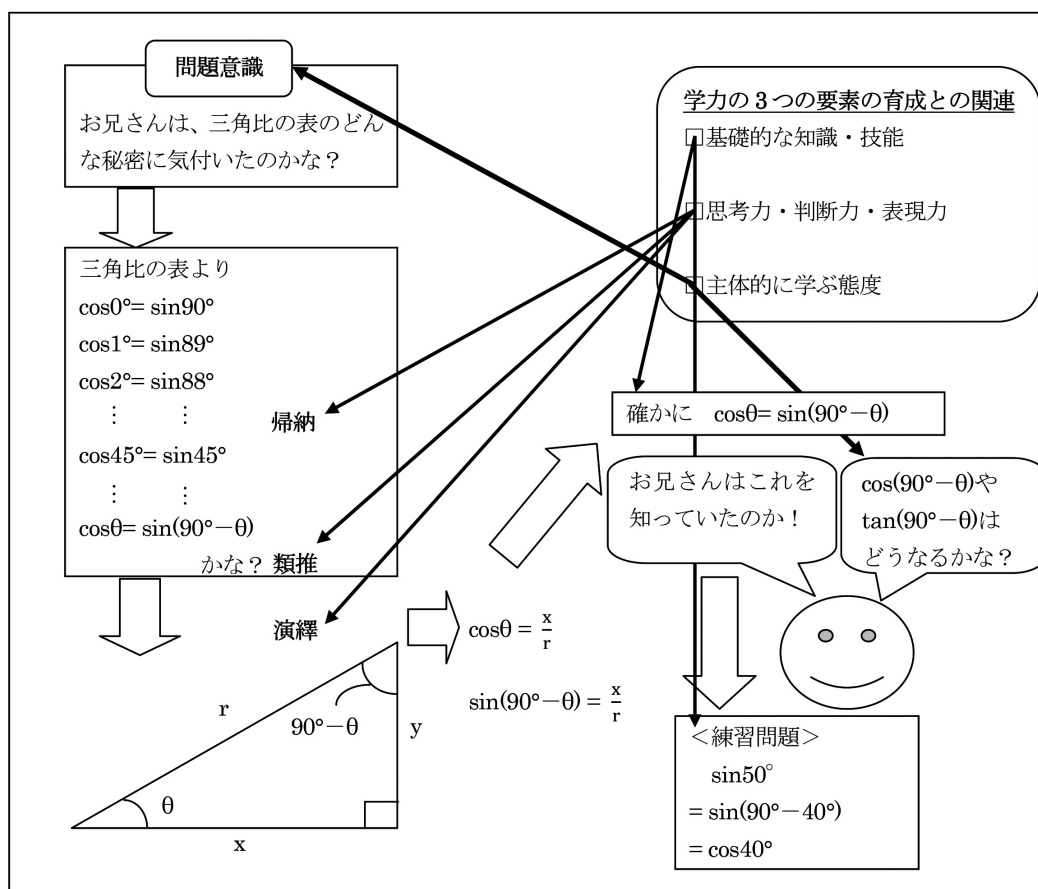 問題意識
お兄さんは、三角比の表のどん
な秘密に気付いたのかな？
三角比の表より
cos0°= sin90°
cos1°= sin89°
cos2°= sin88°
⋮ ⋮
cos45°= sin45°
⋮ ⋮
cosθ= sin(90°－θ)
かな？
帰納
類推
演繹
r
90°－θ
y
θ
x
cosθ = x/r
sin(90°－θ) = x/r
学力の３つの要素の育成との関連
□基礎的な知識・技能
□思考力・判断力・表現力
□主体的に学ぶ態度
確かに　cosθ= sin(90°－θ)
お兄さんはこれを
知っていたのか！
cos(90°－θ)や
tan(90°－θ)は
どうなるかな？
＜練習問題＞
sin50°
= sin(90°－40°)
= cos40°